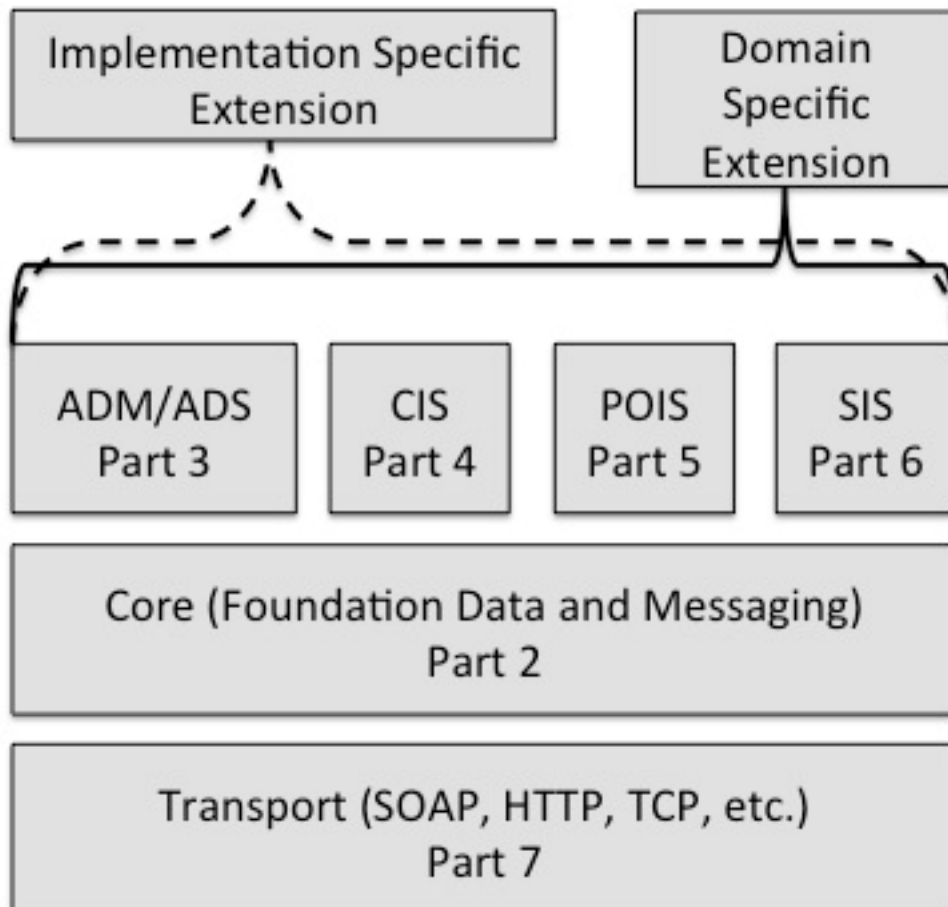 Implementation Specific
Extension
Domain
Specific
Extension
ADM/ADS
Part 3
CIS
Part 4
POIS
Part 5
SIS
Part 6
Core (Foundation Data and Messaging)
Part 2
Transport (SOAP, HTTP, TCP, etc.)
Part 7